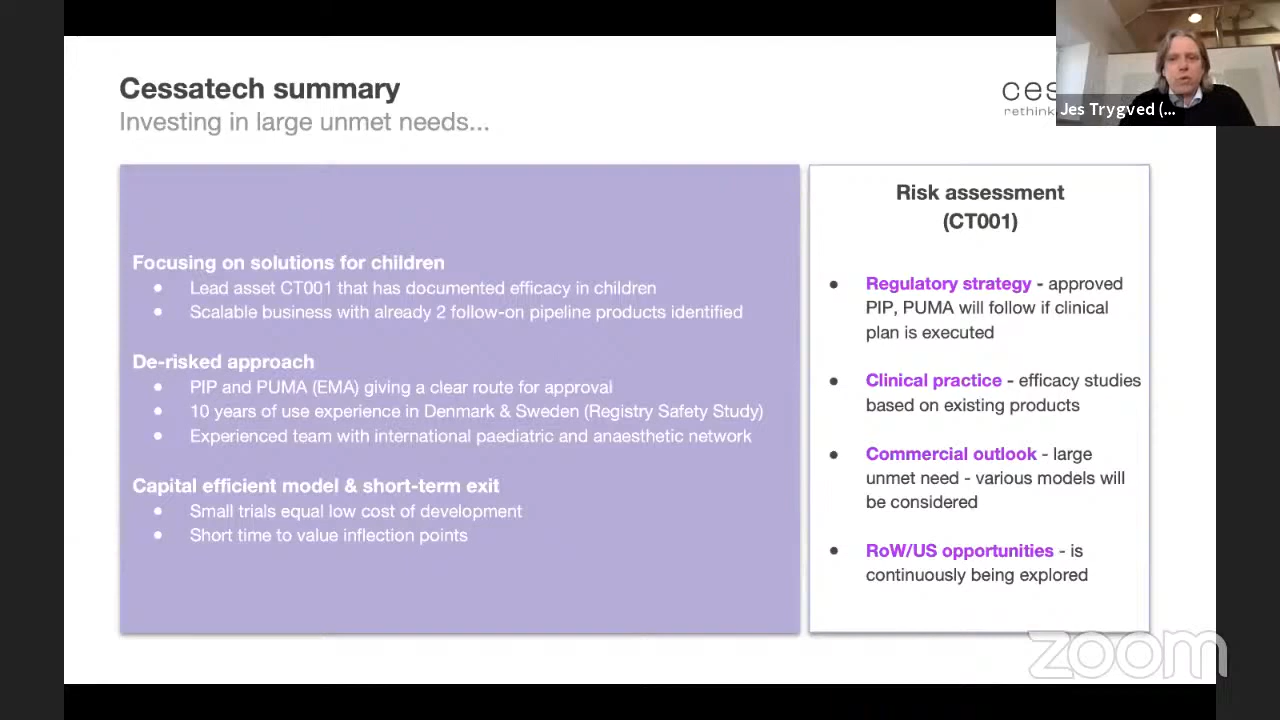 Cessatech summary
Investing in large unmet needs...
ces
rethink
Jes Trygved (...
Focusing on solutions for children
● Lead asset CT001 that has documented efficacy in children
● Scalable business with already 2 follow-on pipeline products identified
De-risked approach
● PIP and PUMA (EMA) giving a clear route for approval
● 10 years of use experience in Denmark & Sweden (Registry Safety Study)
● Experienced team with international paediatric and anaesthetic network
Capital efficient model & short-term exit
● Small trials equal low cost of development
● Short time to value inflection points
Risk assessment
(CT001)
● Regulatory strategy - approved
PIP, PUMA will follow if clinical
plan is executed
● Clinical practice - efficacy studies
based on existing products
● Commercial outlook - large
unmet need - various models will
be considered
● RoW/US opportunities - is
continuously being explored
zoom